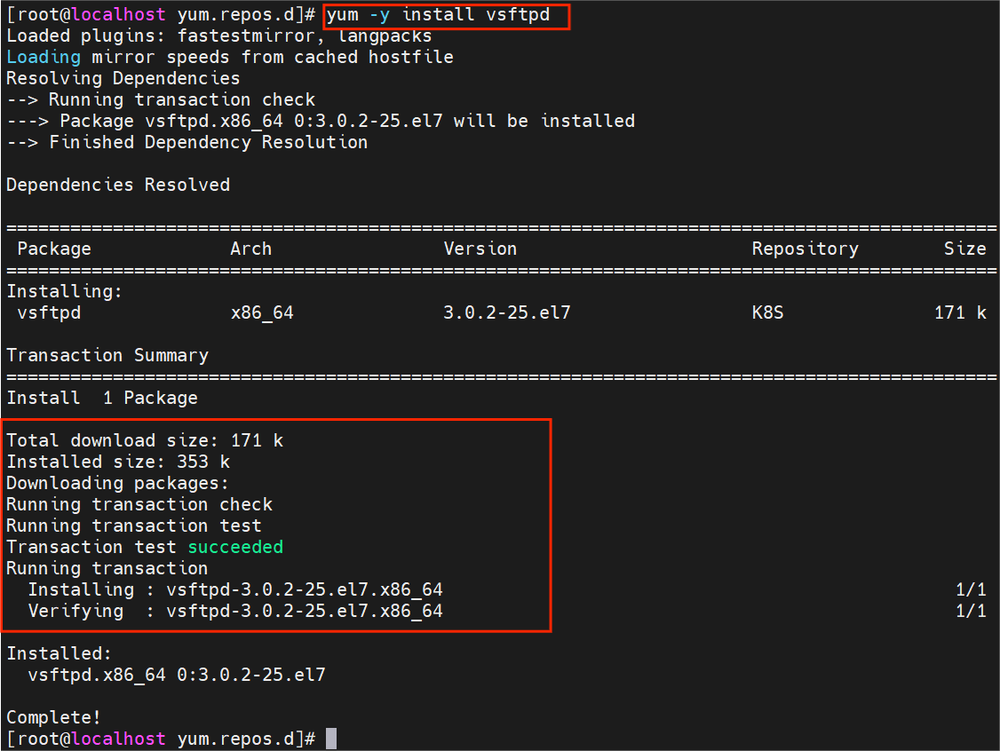 [root@localhost yum.repos.d]# yum -y install vsftpd
Loaded plugins: fastestmirror, langpacks
Loading mirror speeds from cached hostfile
Resolving Dependencies
--> Running transaction check
---> Package vsftpd.x86_64 0:3.0.2-25.el7 will be installed
--> Finished Dependency Resolution
Dependencies Resolved
=============================================================================================
Package Arch Version Repository Size
=============================================================================================
Installing:
vsftpd x86_64 3.0.2-25.el7 K8S 171 k
Transaction Summary
=============================================================================================
Install 1 Package
Total download size: 171 k
Installed size: 353 k
Downloading packages:
Running transaction check
Running transaction test
Transaction test succeeded
Running transaction
Installing : vsftpd-3.0.2-25.el7.x86_64 1/1
Verifying : vsftpd-3.0.2-25.el7.x86_64 1/1
Installed:
vsftpd.x86_64 0:3.0.2-25.el7
Complete!
[root@localhost yum.repos.d]#